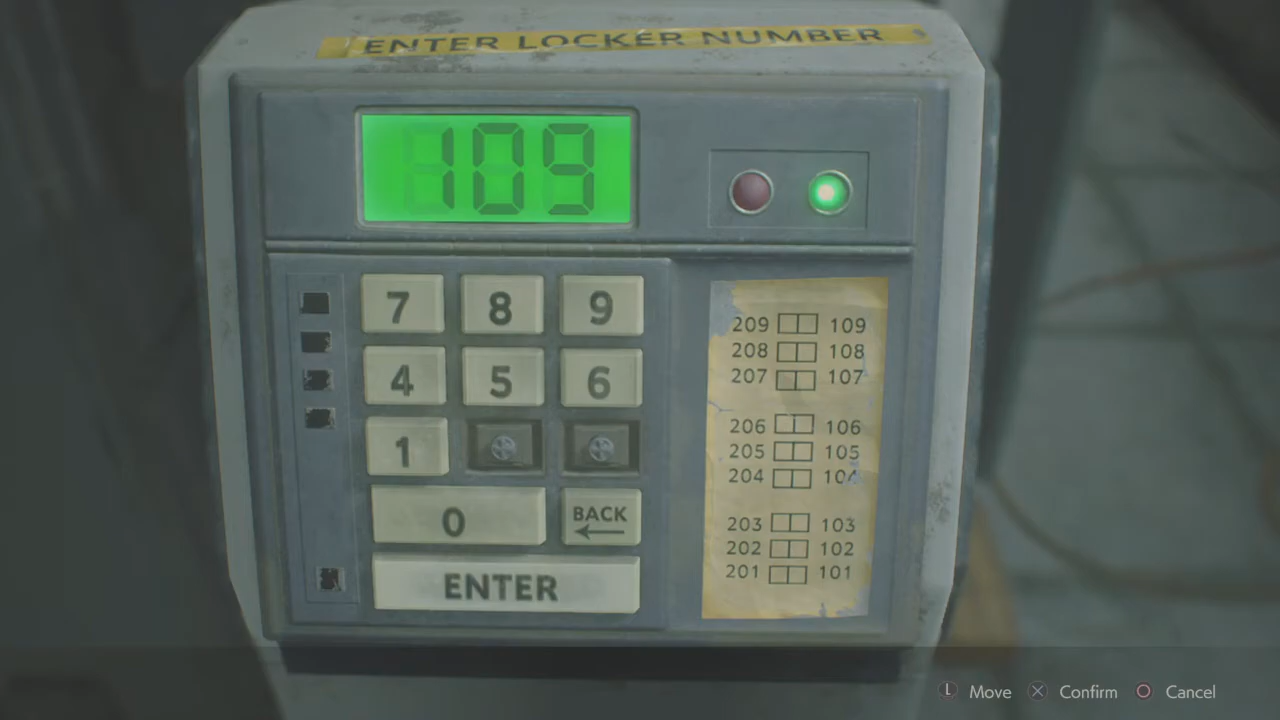 ENTER LOCKER NUMBER
109
7 8 9
4 5 6
1
0 BACK
ENTER
209 109
208 108
207 107
206 106
205 105
204 104
203 103
202 102
201 101
L Move X Confirm O Cancel